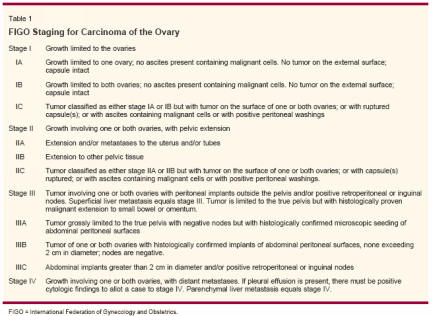 Table 1
FIGO Staging for Carcinoma of the Ovary
Stage I Growth limited to the ovaries
IA Growth limited to one ovary; no ascites present containing malignant cells. No tumor on the external surface;
capsule intact
IB Growth limited to both ovaries; no ascites present containing malignant cells. No tumor on the external surface;
capsule intact
IC Tumor classified as either stage IA or IB but with tumor on the surface of one or both ovaries; or with ruptured
capsule(s); or with ascites containing malignant cells or with positive peritoneal washings
Stage II Growth involving one or both ovaries, with pelvic extension
IIA Extension and/or metastases to the uterus and/or tubes
IIB Extension to other pelvic tissue
IIC Tumor classified as either stage IIA or IIB but with tumor on the surface of one or both ovaries; or with capsule(s)
ruptured; or with ascites containing malignant cells or with positive peritoneal washings.
Stage III Tumor involving one or both ovaries with peritoneal implants outside the pelvis and/or positive retroperitoneal or inguinal
nodes. Superficial liver metastasis equals stage III. Tumor is limited to the true pelvis but with histologically proven
malignant extension to small bowel or omentum.
IIIA Tumor grossly limited to the true pelvis with negative nodes but with histologically confirmed microscopic seeding of
abdominal peritoneal surfaces
IIIB Tumor of one or both ovaries with histologically confirmed implants of abdominal peritoneal surfaces, none exceeding
2 cm in diameter; nodes are negative.
IIIC Abdominal implants greater than 2 cm in diameter and/or positive retroperitoneal or inguinal nodes
Stage IV Growth involving one or both ovaries, with distant metastases. If pleural effusion is present, there must be positive
cytologic findings to allot a case to stage IV. Parenchymal liver metastasis equals stage IV.
FIGO = International Federation of Gynecology and Obstetrics.